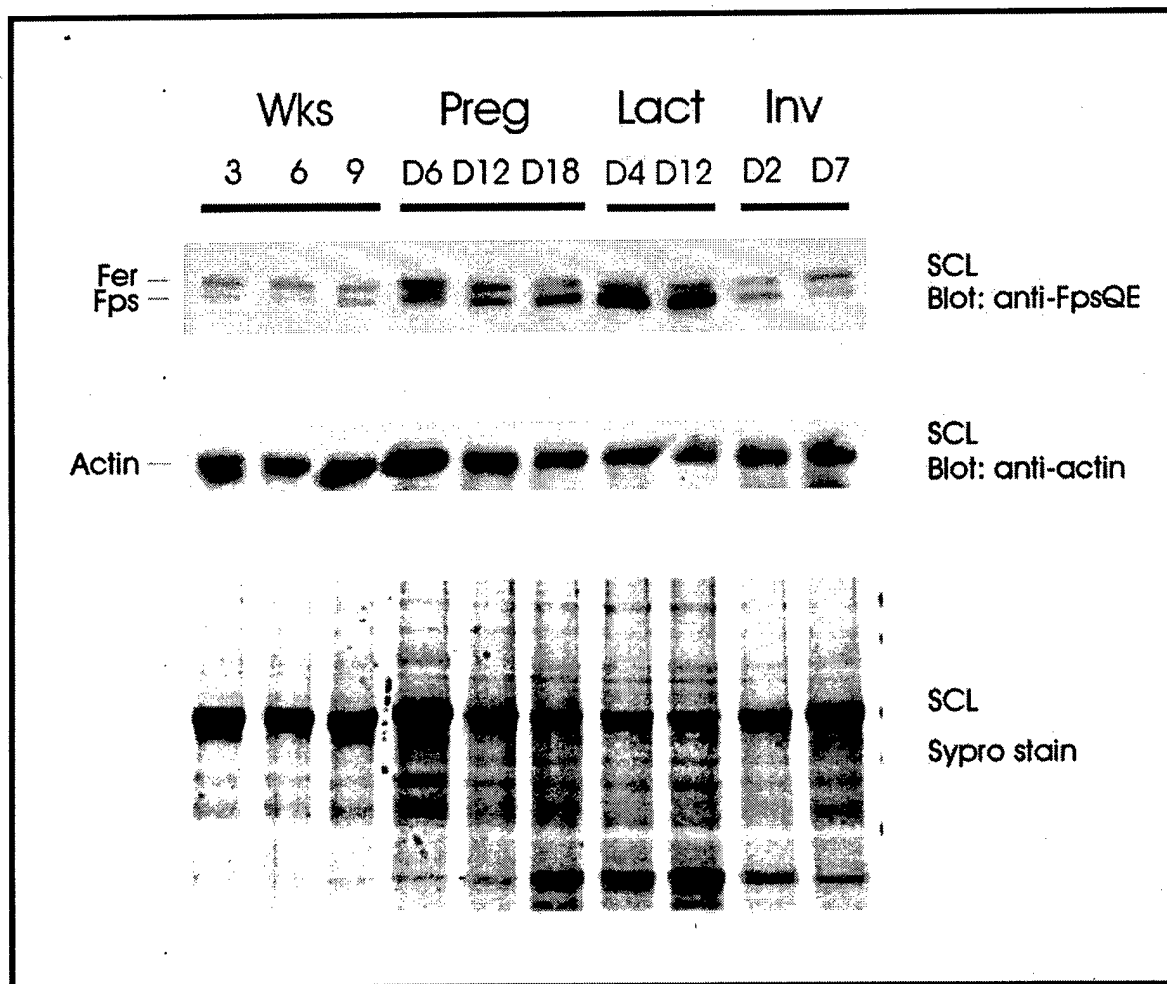 Wks Preg Lact Inv
3 6 9 D6 D12 D18 D4 D12 D2 D7
Fer
Fps
SCL
Blot: anti-FpsQE
Actin
SCL
Blot: anti-actin
SCL
Sypro stain